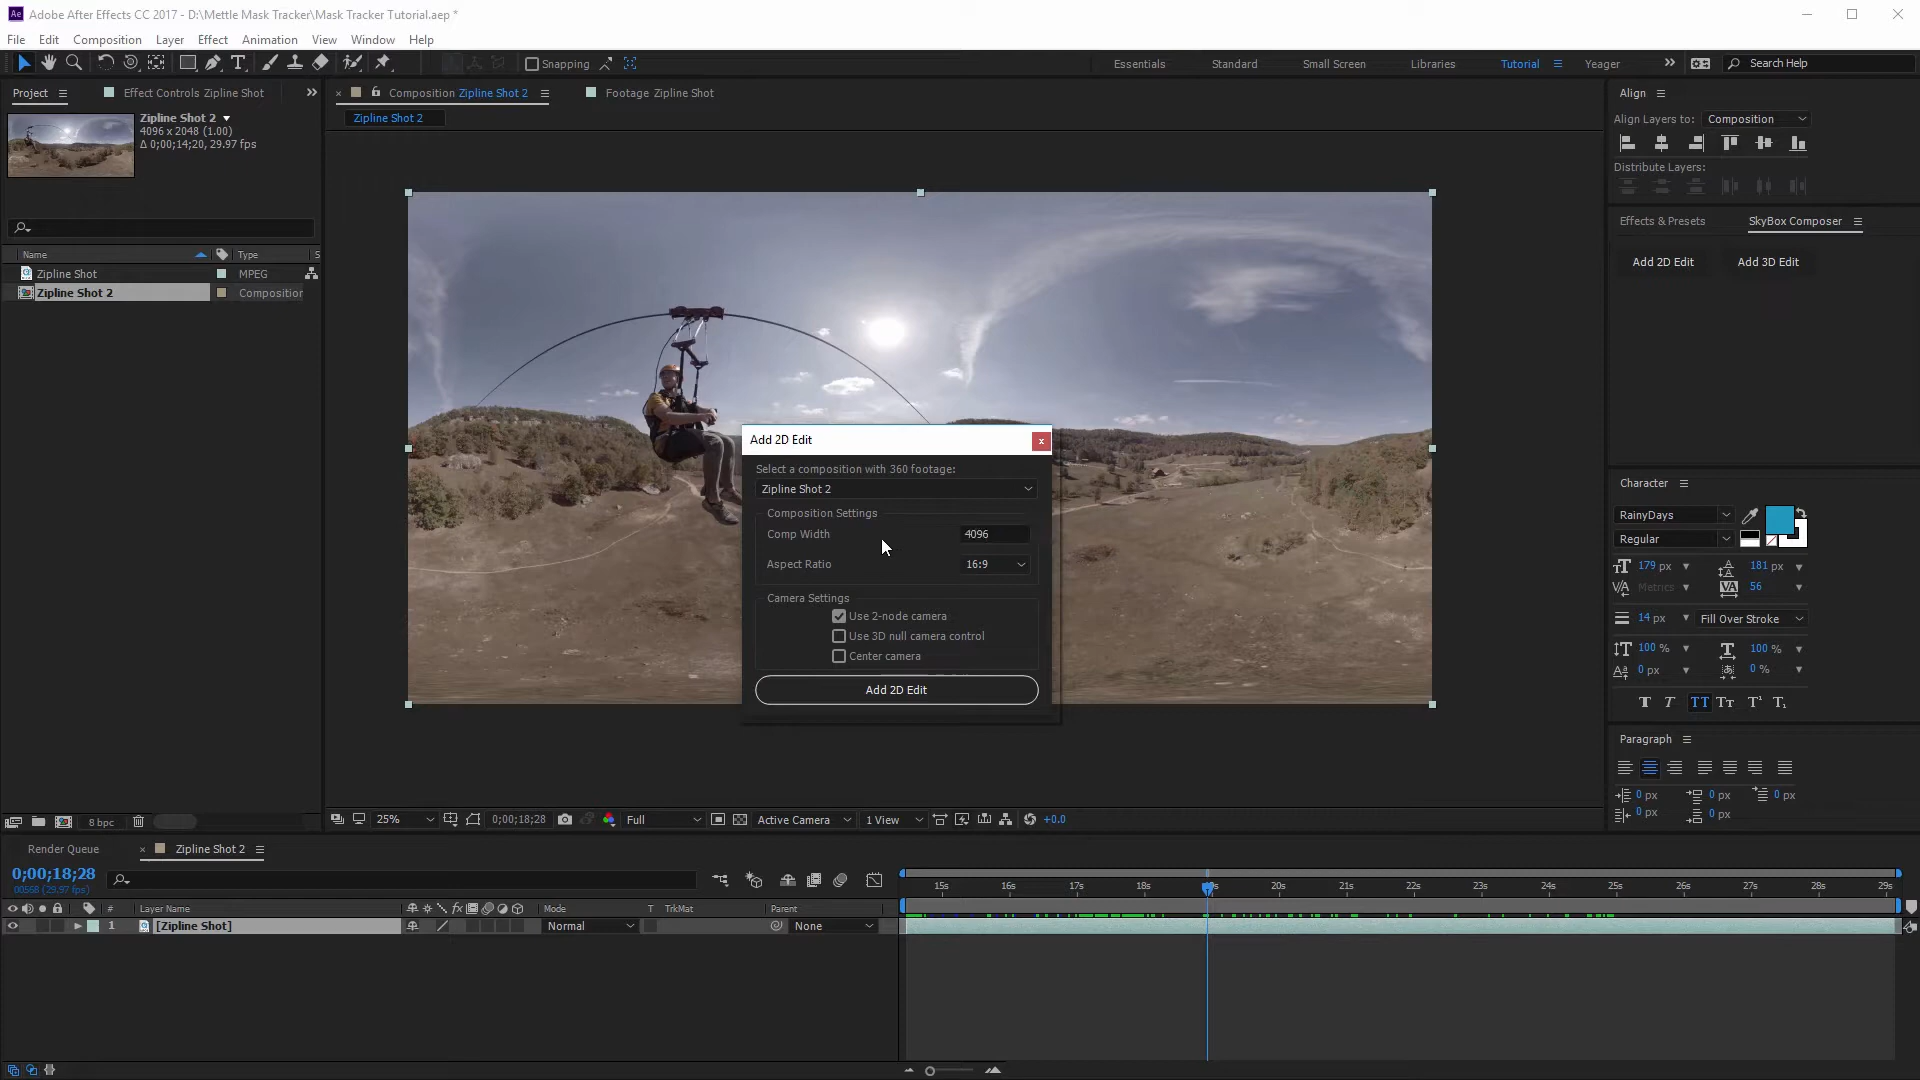 Adobe After Effects CC 2017 - D:\Mettle Mask Tracker\Mask Tracker Tutorial.aep *
File Edit Composition Layer Effect Animation View Window Help
Snapping Essentials Standard Small Screen Libraries Tutorial Yeager Search Help
Project Effect Controls Zipline Shot
Composition Zipline Shot 2 Footage Zipline Shot
Zipline Shot 2
Zipline Shot 2
4096 x 2048 (1.00)
Δ 0;00;14;20, 29.97 fps
Name Type S
Zipline Shot MPEG
Zipline Shot 2 Composition
8 bpc
Add 2D Edit
Select a composition with 360 footage:
Zipline Shot 2
Composition Settings
Comp Width 4096
Aspect Ratio 16:9
Camera Settings
Use 2-node camera
Use 3D null camera control
Center camera
Add 2D Edit
25% 0;00;18;28 Full Active Camera 1 View +0.0
Align
Align Layers to: Composition
Distribute Layers:
Effects & Presets SkyBox Composer
Add 2D Edit Add 3D Edit
Character
RainyDays
Regular
179 px 181 px
Metrics 56
14 px Fill Over Stroke
100 % 100 %
0 px 0 %
T T TT TT T¹ T₁
Paragraph
0 px 0 px 0 px
0 px 0 px
Render Queue Zipline Shot 2
0;00;18;28
00568 (29.97 fps)
# Layer Name fx Mode T TrkMat Parent
1 [Zipline Shot] Normal None
15s 16s 17s 18s 19s 20s 21s 22s 23s 24s 25s 26s 27s 28s 29s